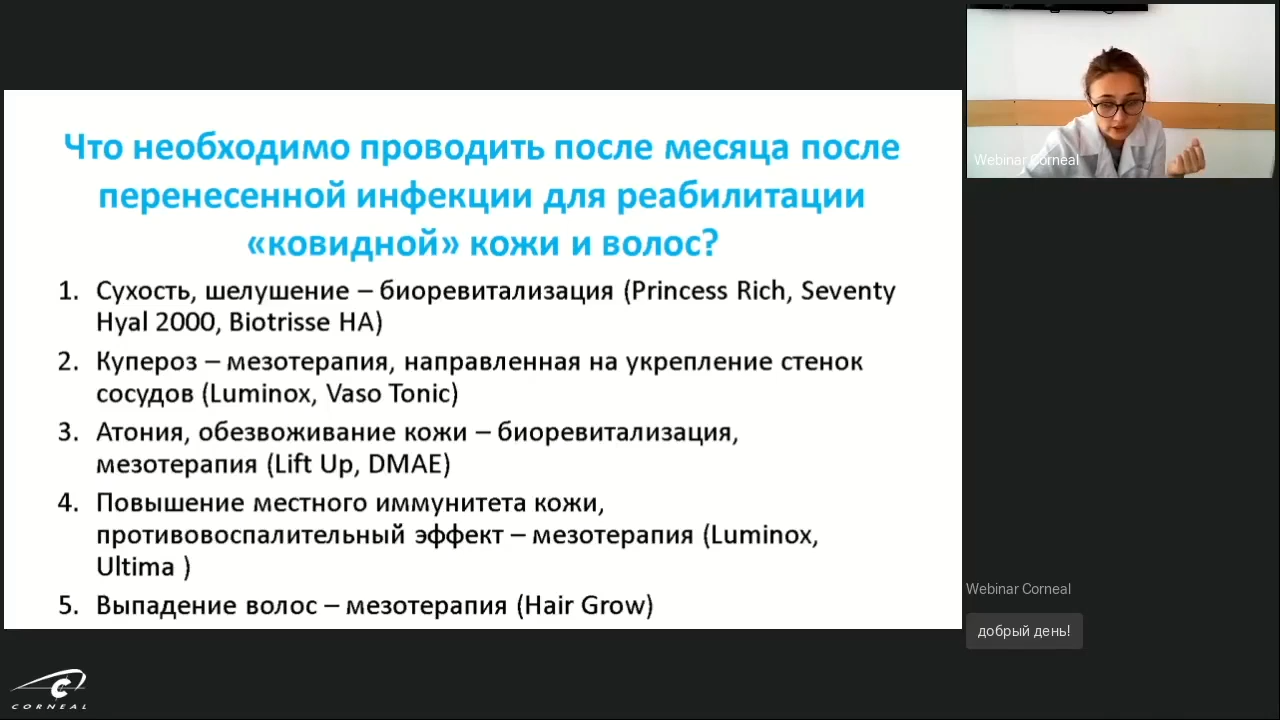 Что необходимо проводить после месяца после
перенесенной инфекции для реабилитации
«ковидной» кожи и волос?
1. Сухость, шелушение – биоревитализация (Princess Rich, Seventy
Hyal 2000, Biotrisse HA)
2. Купероз – мезотерапия, направленная на укрепление стенок
сосудов (Luminox, Vaso Tonic)
3. Атония, обезвоживание кожи – биоревитализация,
мезотерапия (Lift Up, DMAE)
4. Повышение местного иммунитета кожи,
противовоспалительный эффект – мезотерапия (Luminox,
Ultima )
5. Выпадение волос – мезотерапия (Hair Grow)
Webinar Corneal
Webinar Corneal
добрый день!
CORNEAL